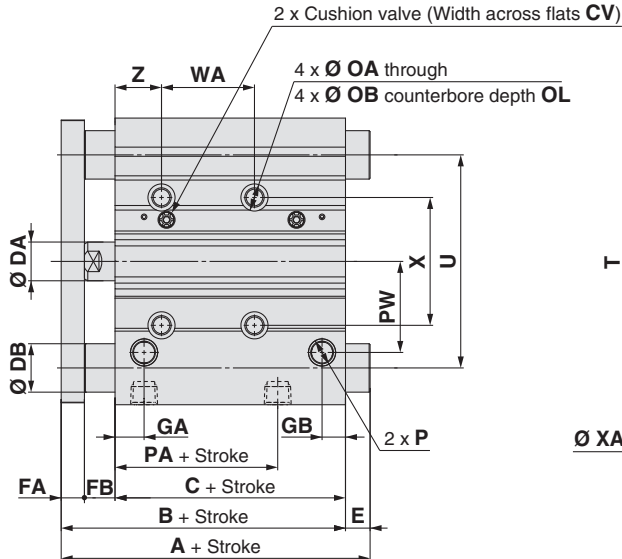 2 x Cushion valve (Width across flats CV)
Z
WA
4 x Ø OA through
4 x Ø OB counterbore depth OL
Ø DA
X
U
T
PW
Ø DB
GA
GB
2 x P
PA + Stroke
Ø XA
FA
FB
C + Stroke
B + Stroke
E
A + Stroke